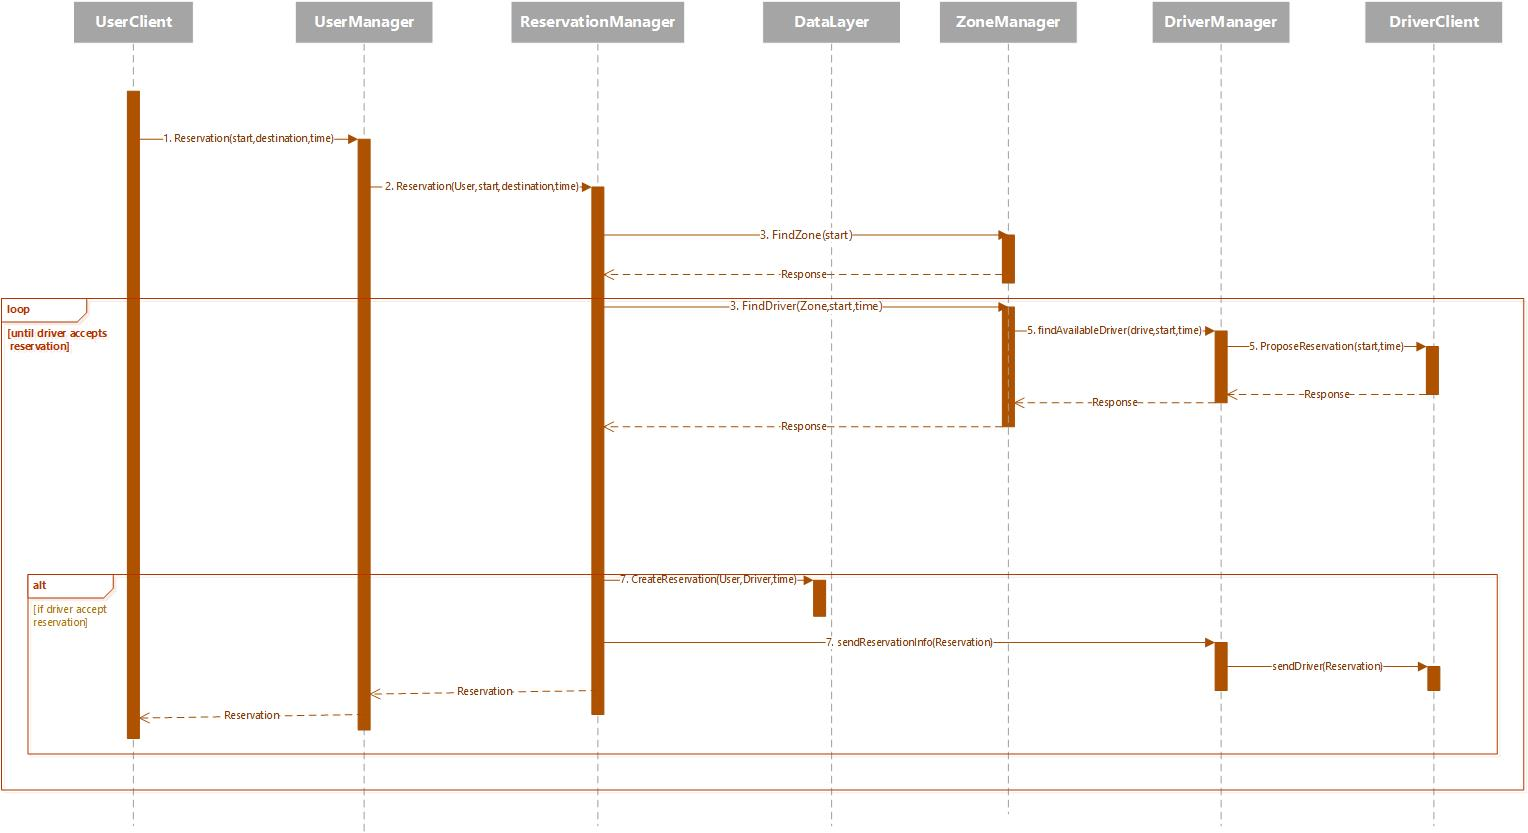 UserClient
UserManager
ReservationManager
DataLayer
ZoneManager
DriverManager
DriverClient
1. Reservation(start,destination,time)
2. Reservation(User,start,destination,time)
3. FindZone(start)
Response
loop
[until driver accepts
reservation]
3. FindDriver(Zone,start,time)
5. findAvailableDriver(drive,start,time)
5. ProposeReservation(start,time)
Response
Response
Response
alt
[if driver accept
reservation]
7. CreateReservation(User,Driver,time)
7. sendReservationInfo(Reservation)
sendDriver(Reservation)
Reservation
Reservation